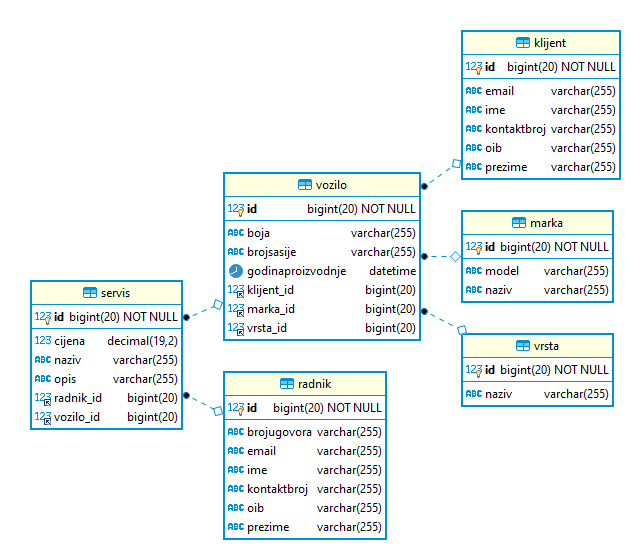 klijent
123 id bigint(20) NOT NULL
ABC email varchar(255)
ABC ime varchar(255)
ABC kontaktbroj varchar(255)
ABC oib varchar(255)
ABC prezime varchar(255)
vozilo
123 id bigint(20) NOT NULL
ABC boja varchar(255)
ABC brojsasije varchar(255)
godinaproizvodnje datetime
123 klijent_id bigint(20)
123 marka_id bigint(20)
123 vrsta_id bigint(20)
marka
123 id bigint(20) NOT NULL
ABC model varchar(255)
ABC naziv varchar(255)
servis
123 id bigint(20) NOT NULL
123 cijena decimal(19,2)
ABC naziv varchar(255)
ABC opis varchar(255)
123 radnik_id bigint(20)
123 vozilo_id bigint(20)
vrsta
123 id bigint(20) NOT NULL
ABC naziv varchar(255)
radnik
123 id bigint(20) NOT NULL
ABC brojugovora varchar(255)
ABC email varchar(255)
ABC ime varchar(255)
ABC kontaktbroj varchar(255)
ABC oib varchar(255)
ABC prezime varchar(255)